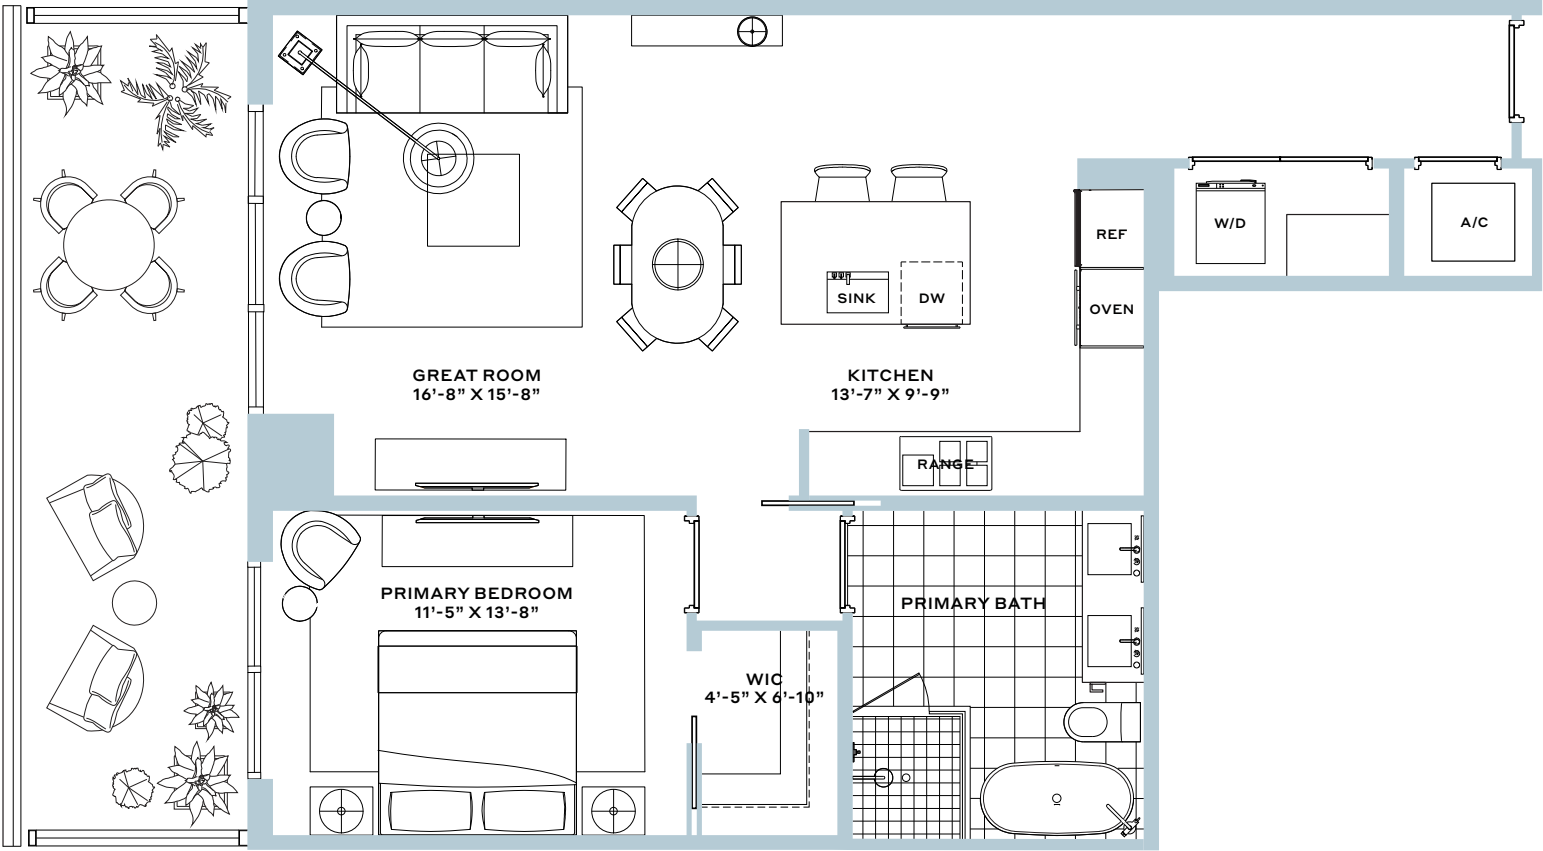 W/D
A/C
REF
SINK
DW
OVEN
GREAT ROOM
16’-8” X 15’-8”
KITCHEN
13’-7” X 9’-9”
RANGE
PRIMARY BEDROOM
11’-5” X 13’-8”
PRIMARY BATH
WIC
4’-5” X 6’-10”